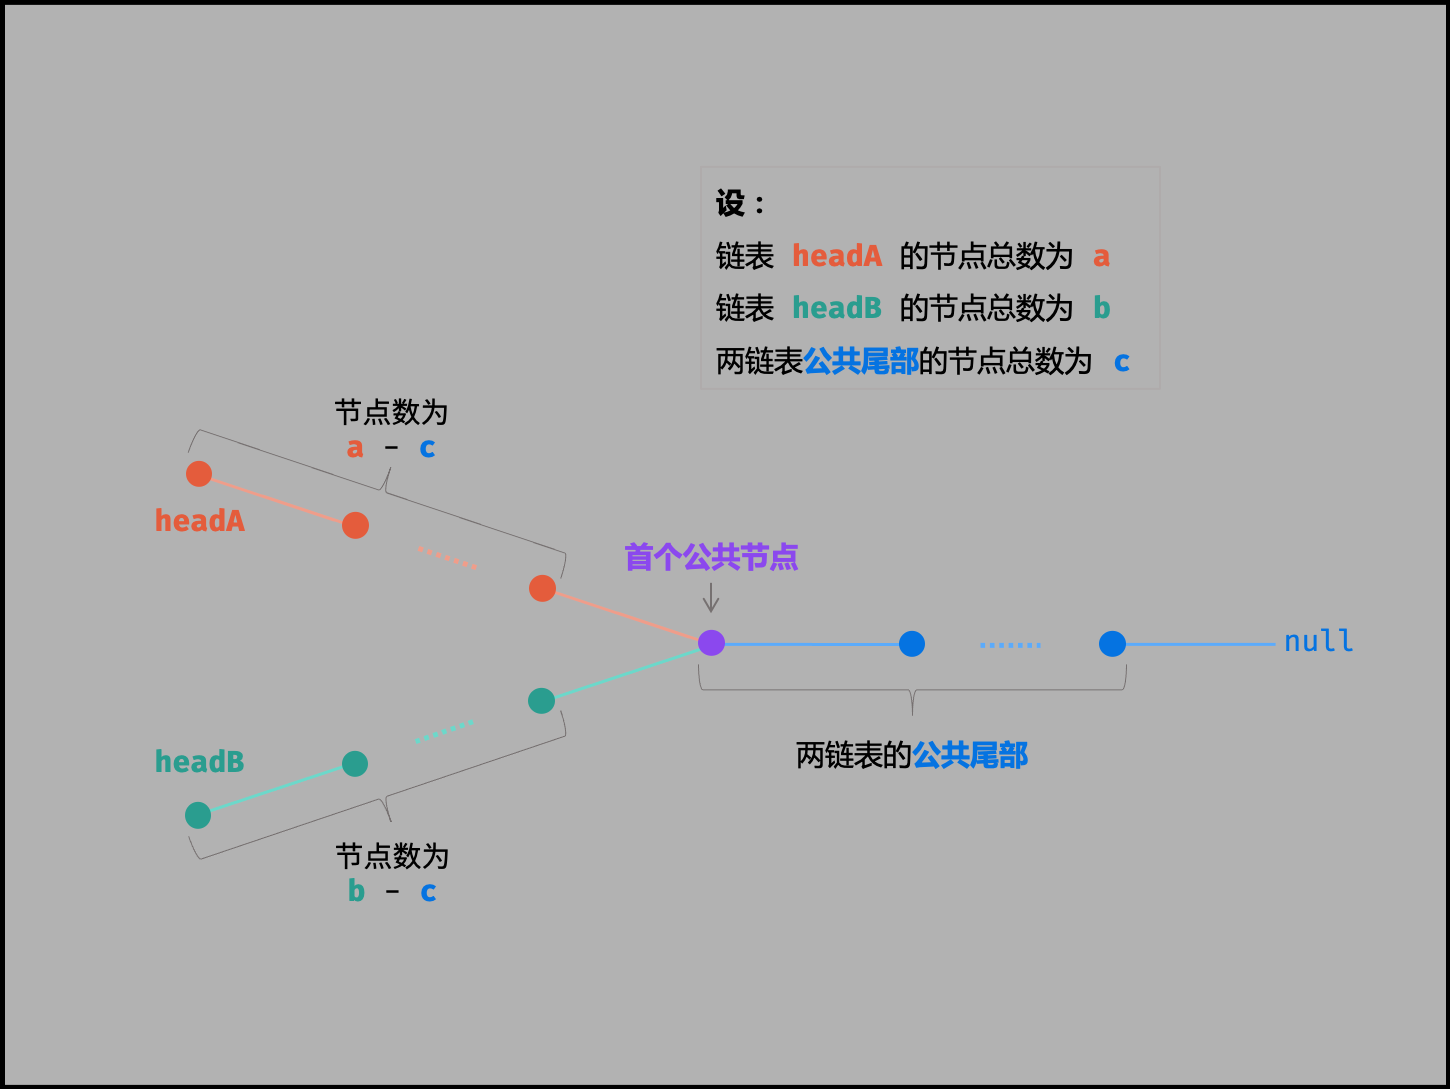 设：
链表 headA 的节点总数为 a
链表 headB 的节点总数为 b
两链表公共尾部的节点总数为 c
节点数为
a - c
headA
首个公共节点
null
两链表的公共尾部
headB
节点数为
b - c